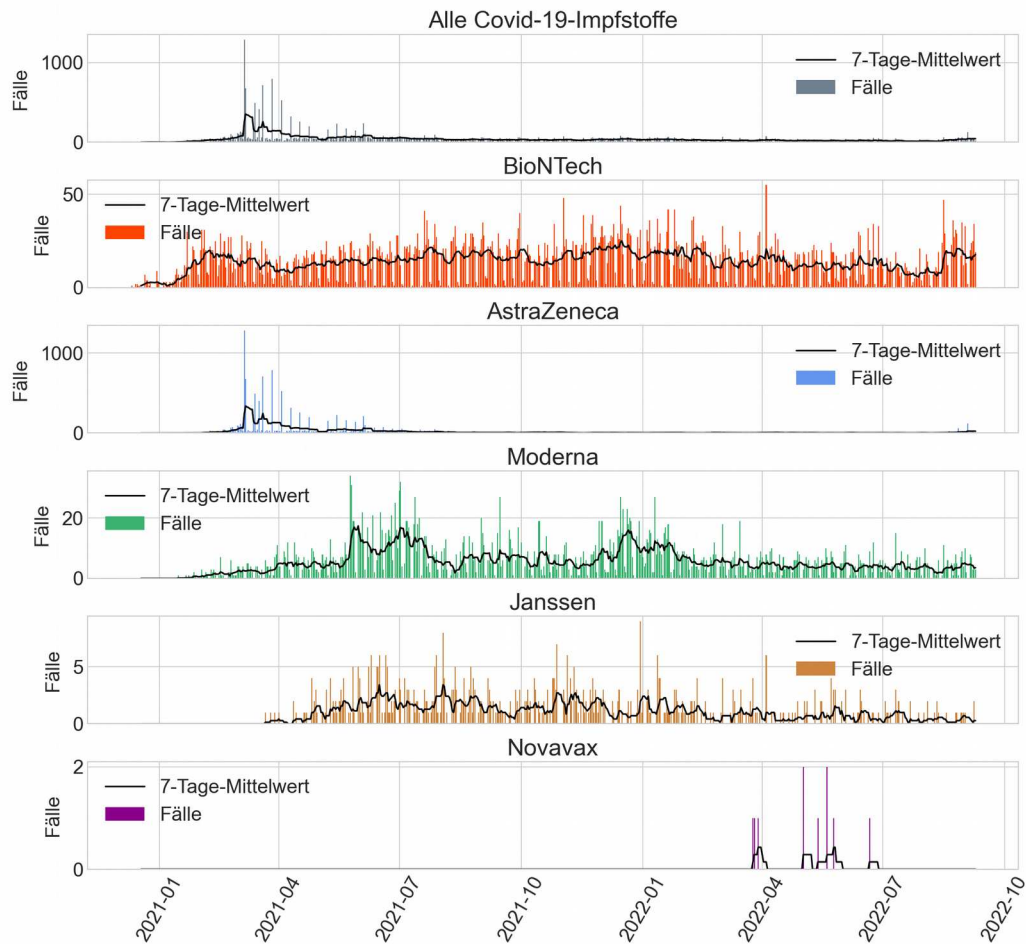 Alle Covid-19-Impfstoffe
Fälle
1000
0
7-Tage-Mittelwert
Fälle
BioNTech
Fälle
50
25
0
7-Tage-Mittelwert
Fälle
AstraZeneca
Fälle
1000
0
7-Tage-Mittelwert
Fälle
Moderna
Fälle
20
0
7-Tage-Mittelwert
Fälle
Janssen
Fälle
5
0
7-Tage-Mittelwert
Fälle
Novavax
Fälle
2
0
7-Tage-Mittelwert
Fälle
2021-01
2021-04
2021-07
2021-10
2022-01
2022-04
2022-07
2022-10